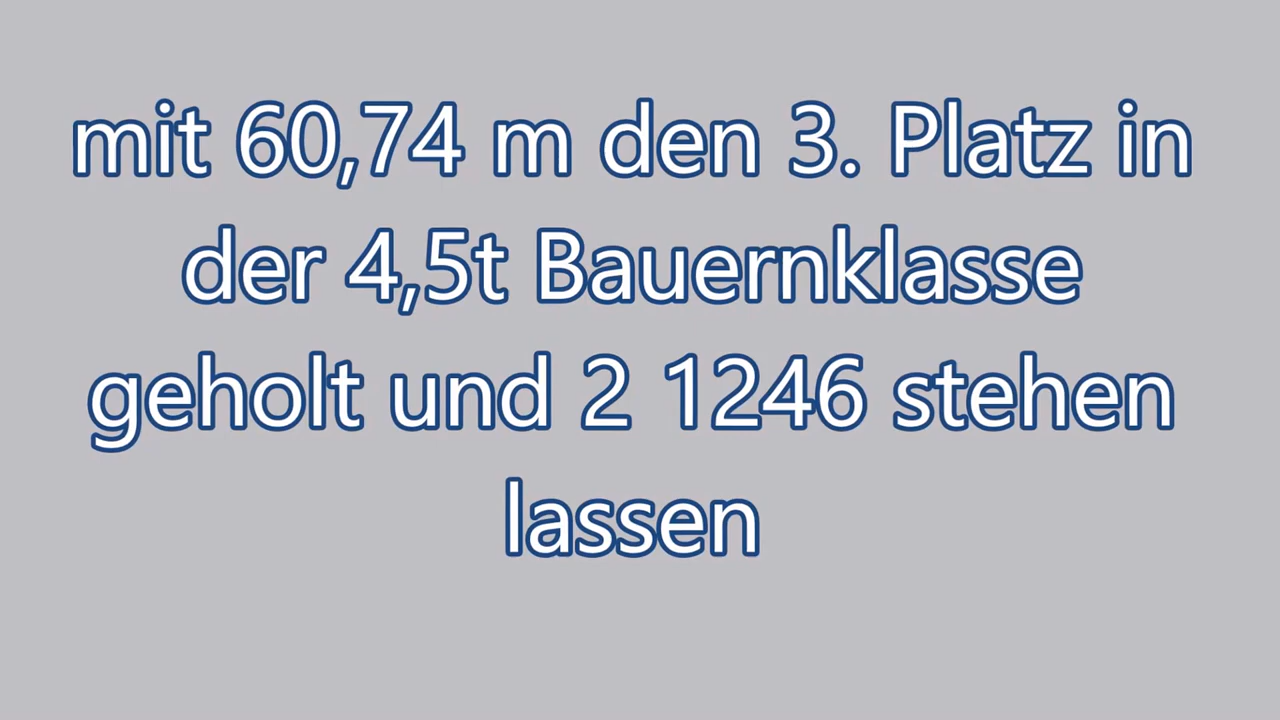 mit 60,74 m den 3. Platz in
der 4,5t Bauernklasse
geholt und 2 1246 stehen
lassen